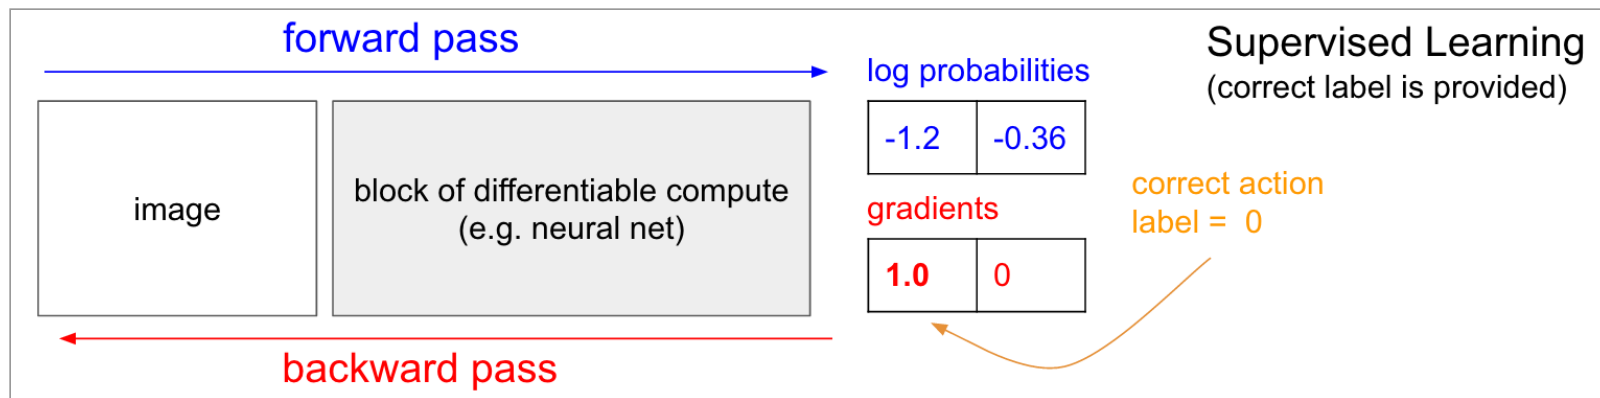 forward pass
Supervised Learning
(correct label is provided)
log probabilities
-1.2 -0.36
image
block of differentiable compute
(e.g. neural net)
correct action
label = 0
gradients
1.0 0
backward pass